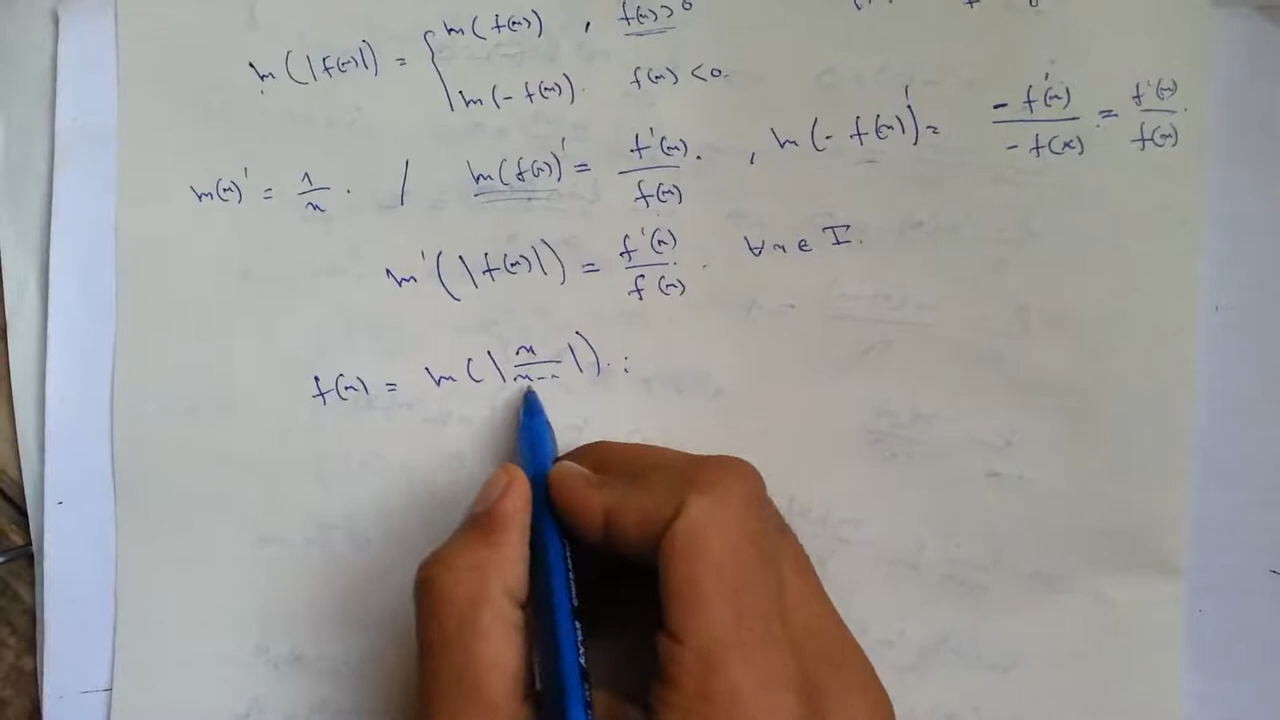 ln(|f(x)|) = { ln(f(x)) , f(x) > 0
ln(-f(x)). f(x) < 0.
ln(x)' = 1/x . / ln(f(x))' = f'(x)/f(x) . , ln(-f(x))' = -f'(x)/-f(x) = f'(x)/f(x) .
ln'(|f(x)|) = f'(x)/f(x) . ∀x ∈ I.
f(x) = ln(|x/x-1|) . :